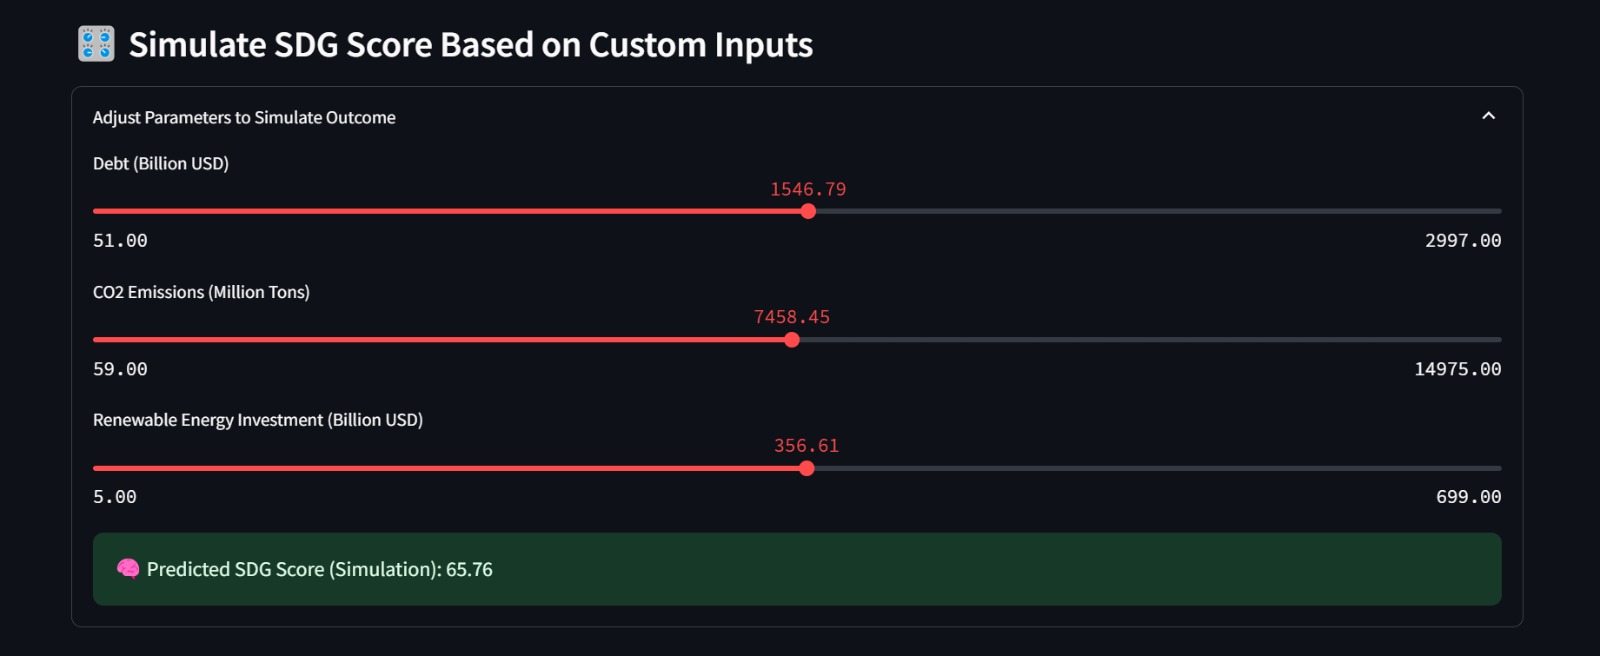 Simulate SDG Score Based on Custom Inputs
Adjust Parameters to Simulate Outcome
Debt (Billion USD)
1546.79
51.00 2997.00
CO2 Emissions (Million Tons)
7458.45
59.00 14975.00
Renewable Energy Investment (Billion USD)
356.61
5.00 699.00
Predicted SDG Score (Simulation): 65.76